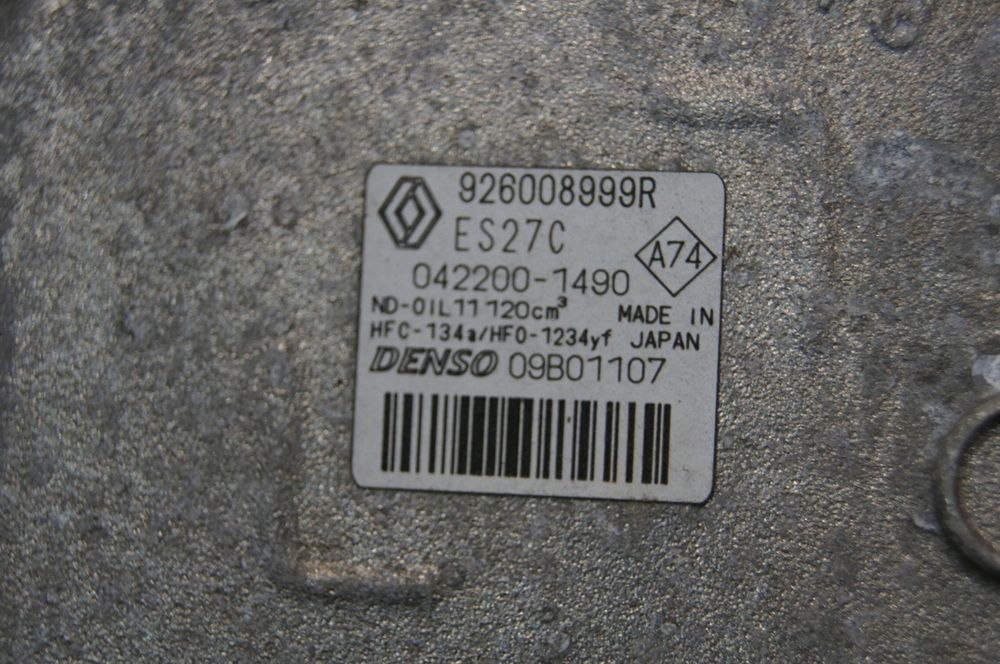 926008999R
ES27C
A74
042200-1490
ND-OIL11 120cm³ MADE IN
HFC-134a/HFO-1234yf JAPAN
DENSO 09B01107